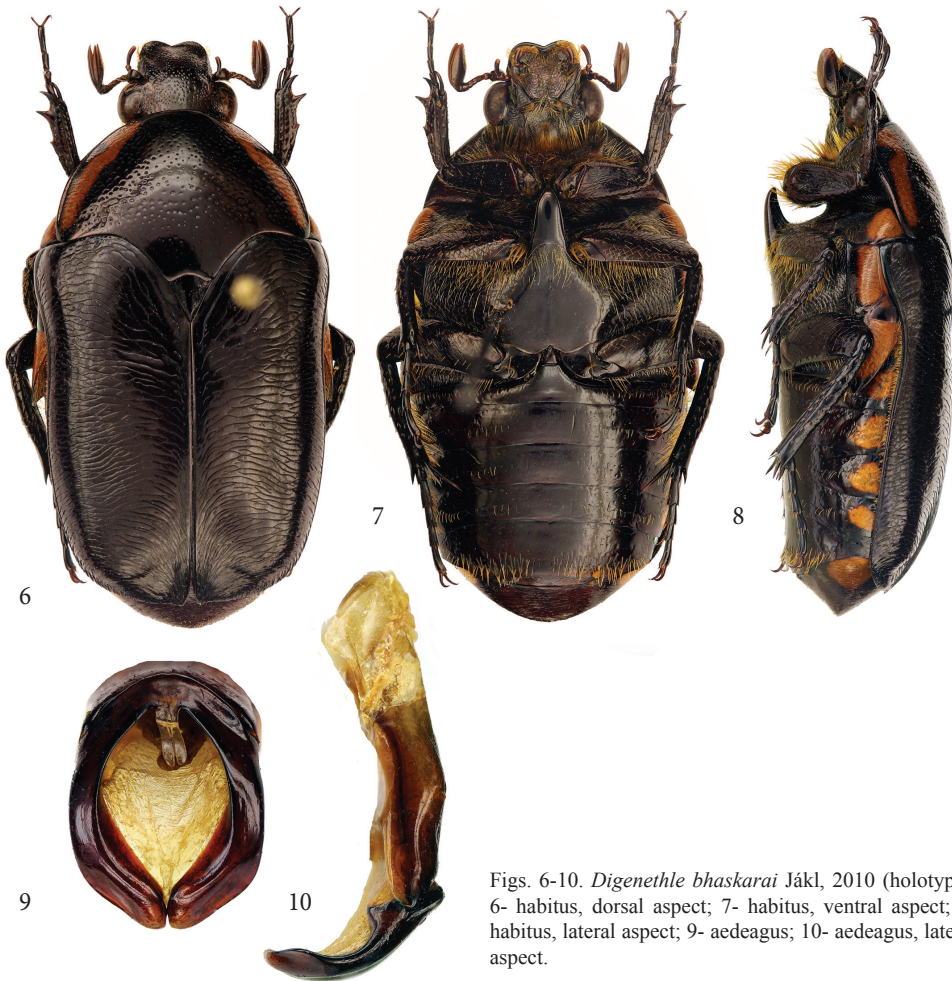 6
7
8
9
10
Figs. 6-10. Digenethle bhaskarai Jákl, 2010 (holotyp
6- habitus, dorsal aspect; 7- habitus, ventral aspect;
habitus, lateral aspect; 9- aedeagus; 10- aedeagus, late
aspect.